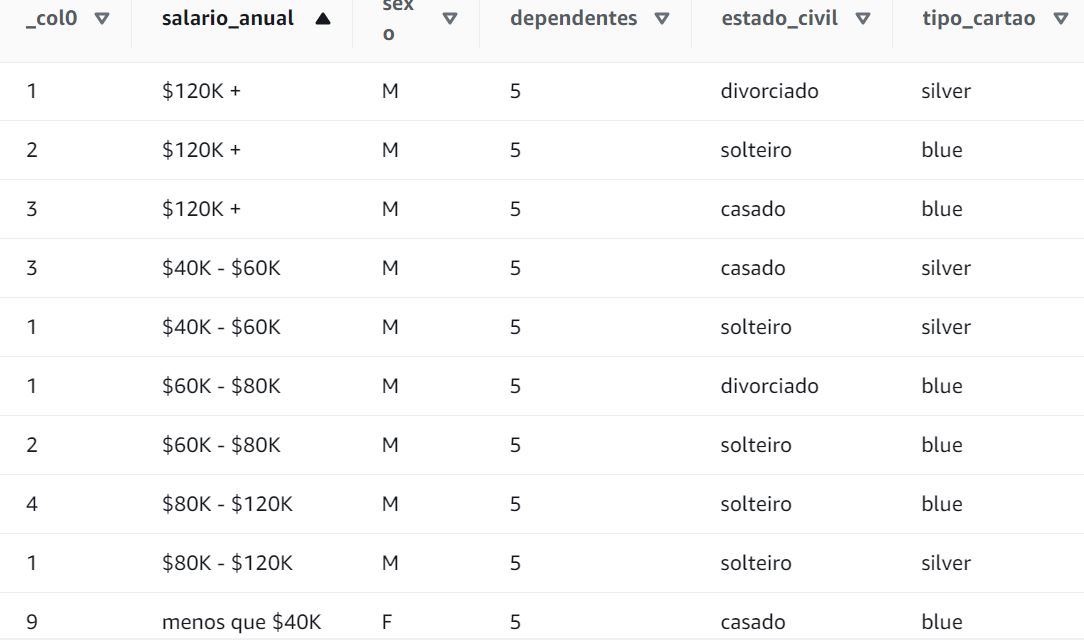 _col0 salario_anual sexo dependentes estado_civil tipo_cartao
1 $120K + M 5 divorciado silver
2 $120K + M 5 solteiro blue
3 $120K + M 5 casado blue
3 $40K - $60K M 5 casado silver
1 $40K - $60K M 5 solteiro silver
1 $60K - $80K M 5 divorciado blue
2 $60K - $80K M 5 solteiro blue
4 $80K - $120K M 5 solteiro blue
1 $80K - $120K M 5 solteiro silver
9 menos que $40K F 5 casado blue